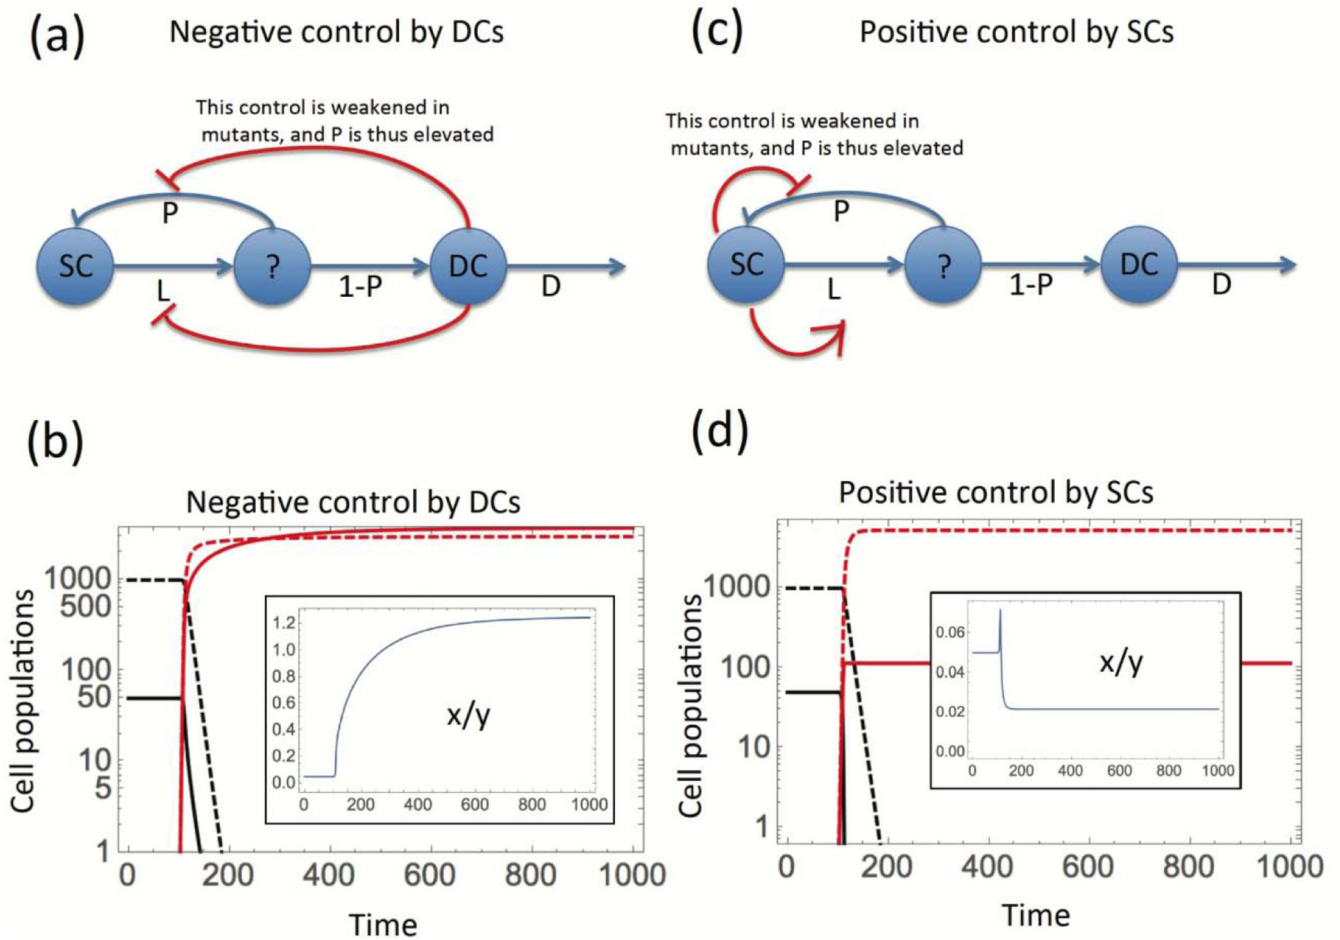 (a)
Negative control by DCs
This control is weakened in
mutants, and P is thus elevated
P
SC
?
DC
L
1-P
D
(c)
Positive control by SCs
This control is weakened in
mutants, and P is thus elevated
P
SC
?
DC
L
1-P
D
(b)
Negative control by DCs
Cell populations
1000
500
100
50
10
5
1
0 200 400 600 800 1000
Time
1.2
1.0
0.8
0.6
0.4
0.2
0.0
x/y
0 200 400 600 800 1000
(d)
Positive control by SCs
Cell populations
1000
100
10
1
0 200 400 600 800 1000
Time
0.06
0.04
0.02
0.00
x/y
0 200 400 600 800 1000